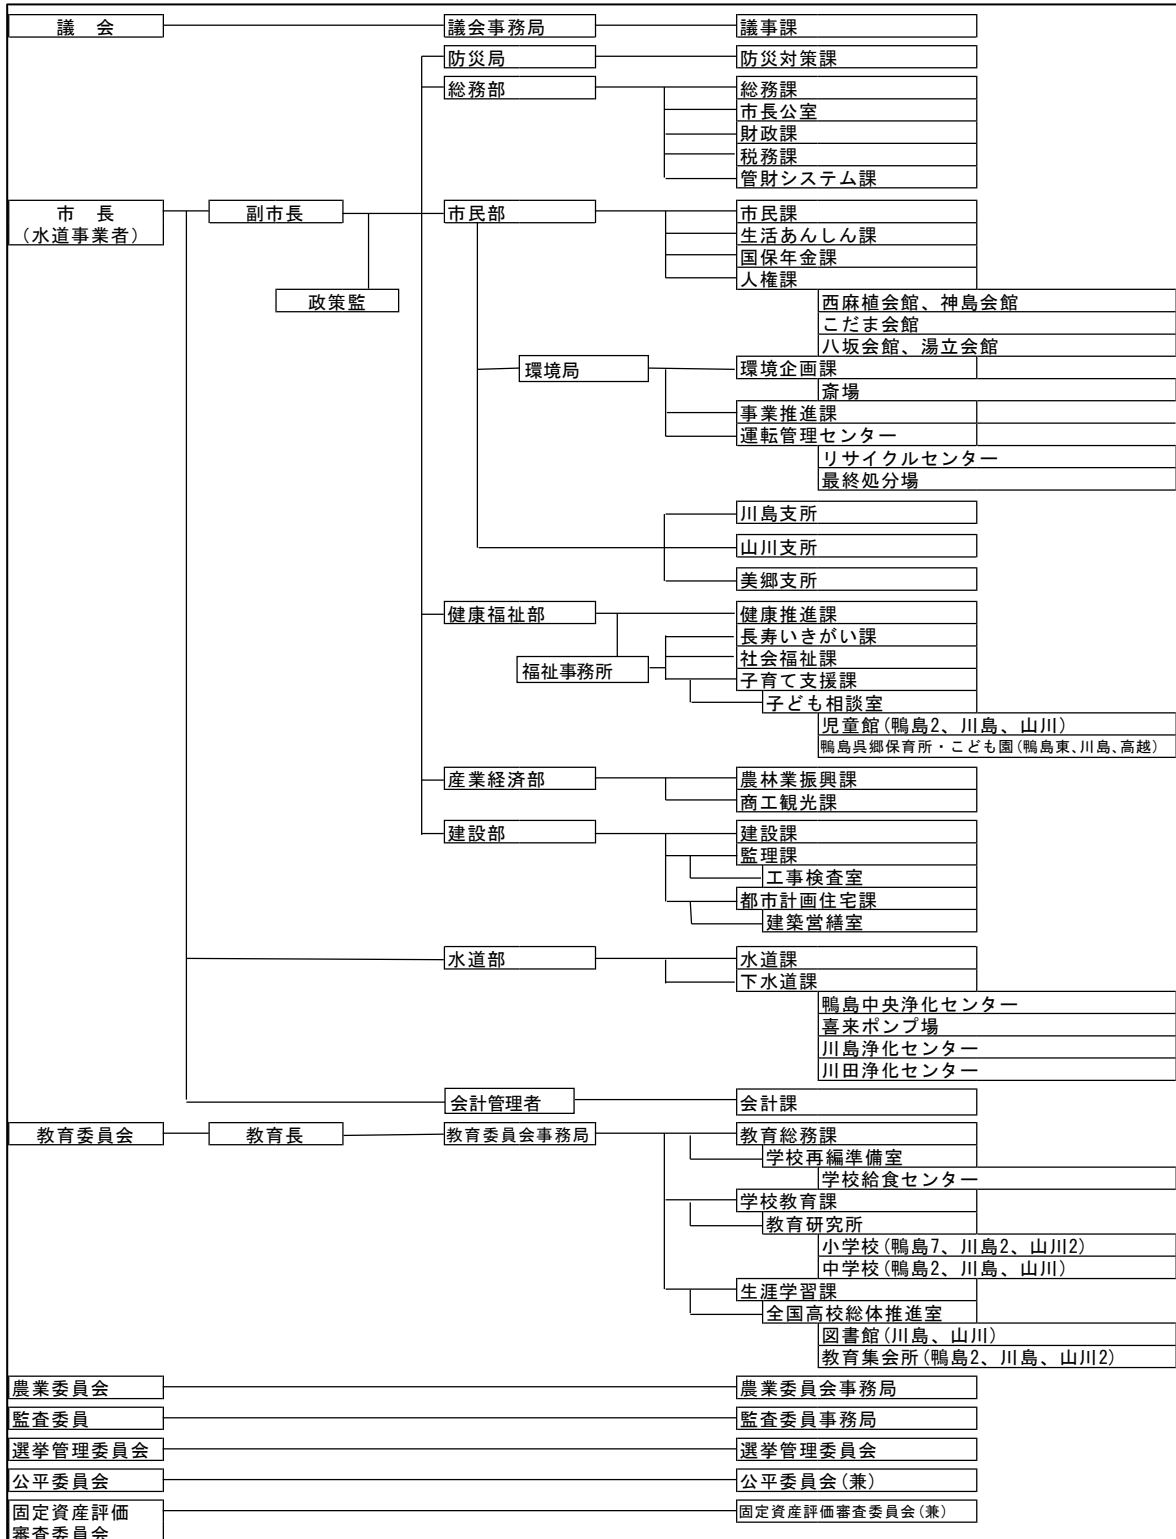 議　会　議会事務局　議事課
防災局　防災対策課
総務部　総務課
市長公室
財政課
税務課
管財システム課
市　長　副市長　市民部　市民課
(水道事業者)　生活あんしん課
国保年金課
人権課
政策監　西麻植会館、神島会館
こだま会館
八坂会館、湯立会館
環境局　環境企画課
斎場
事業推進課
運転管理センター
リサイクルセンター
最終処分場
川島支所
山川支所
美郷支所
健康福祉部　健康推進課
長寿いきがい課
福祉事務所　社会福祉課
子育て支援課
子ども相談室
児童館(鴨島2、川島、山川)
鴨島呉郷保育所・こども園(鴨島東、川島、高越)
産業経済部　農林業振興課
商工観光課
建設部　建設課
監理課
工事検査室
都市計画住宅課
建築営繕室
水道部　水道課
下水道課
鴨島中央浄化センター
喜来ポンプ場
川島浄化センター
川田浄化センター
会計管理者　会計課
教育委員会　教育長　教育委員会事務局　教育総務課
学校再編準備室
学校給食センター
学校教育課
教育研究所
小学校(鴨島7、川島2、山川2)
中学校(鴨島2、川島、山川)
生涯学習課
全国高校総体推進室
図書館(川島、山川)
教育集会所(鴨島2、川島、山川2)
農業委員会　農業委員会事務局
監査委員　監査委員事務局
選挙管理委員会　選挙管理委員会
公平委員会　公平委員会(兼)
固定資産評価　固定資産評価審査委員会(兼)
審査委員会